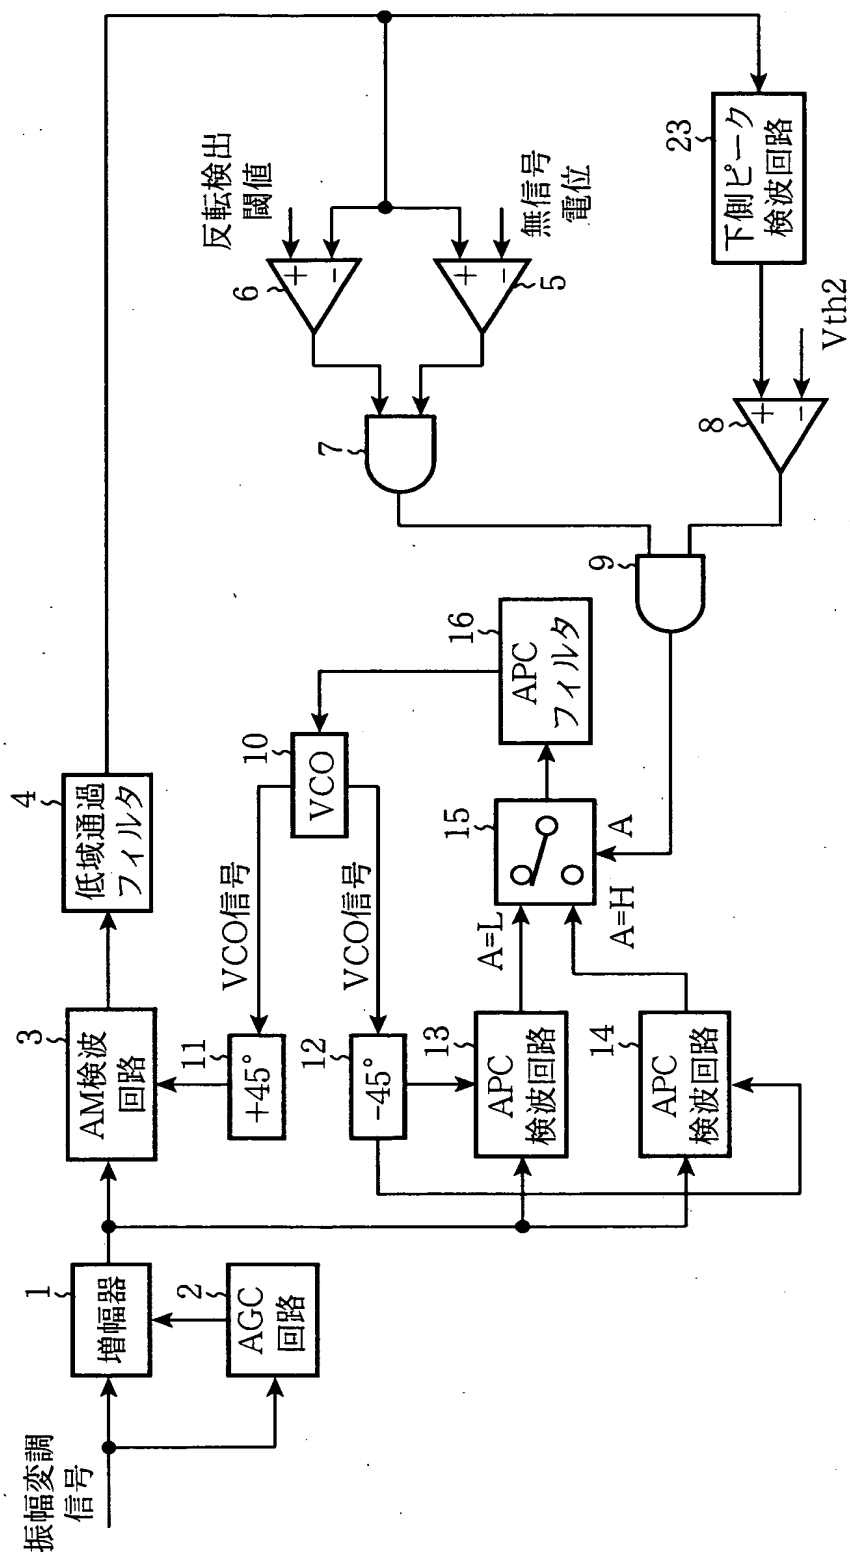 振幅変調
信号
1
増幅器
2
AGC
回路
3
AM検波
回路
4
低域通過
フィルタ
11
+45°
VCO信号
10
VCO
12
-45°
VCO信号
13
APC
検波回路
14
APC
検波回路
A=L
A=H
15
A
16
APC
フィルタ
反転検出
閾値
6
+
-
無信号
電位
5
+
-
7
23
下側ピーク
検波回路
8
+
-
Vth2
9